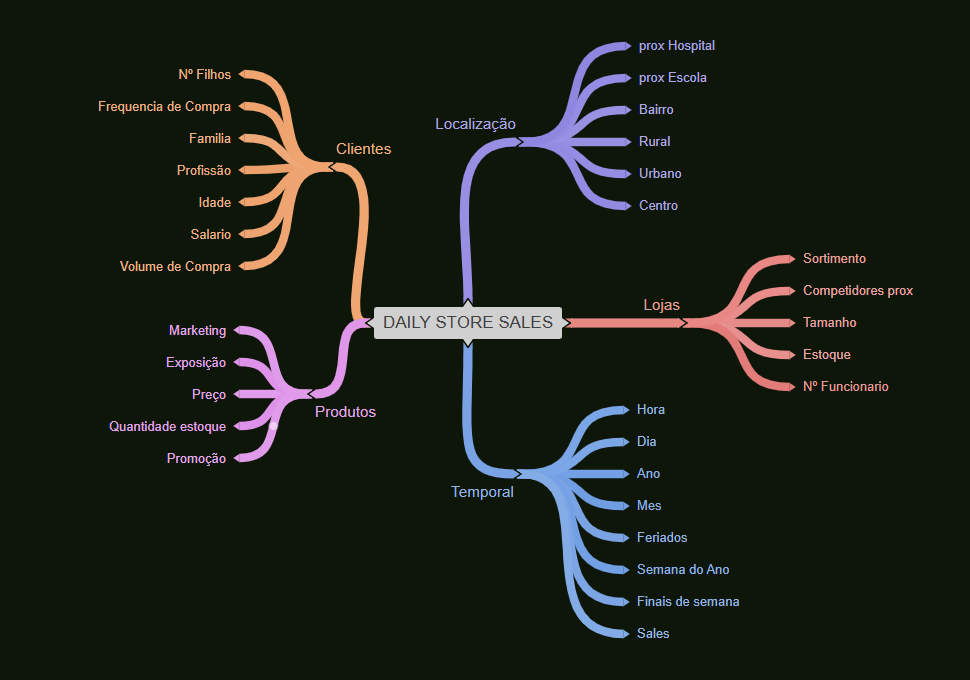 DAILY STORE SALES
Clientes
Nº Filhos
Frequencia de Compra
Familia
Profissão
Idade
Salario
Volume de Compra
Produtos
Marketing
Exposição
Preço
Quantidade estoque
Promoção
Localização
prox Hospital
prox Escola
Bairro
Rural
Urbano
Centro
Lojas
Sortimento
Competidores prox
Tamanho
Estoque
Nº Funcionario
Temporal
Hora
Dia
Ano
Mes
Feriados
Semana do Ano
Finais de semana
Sales